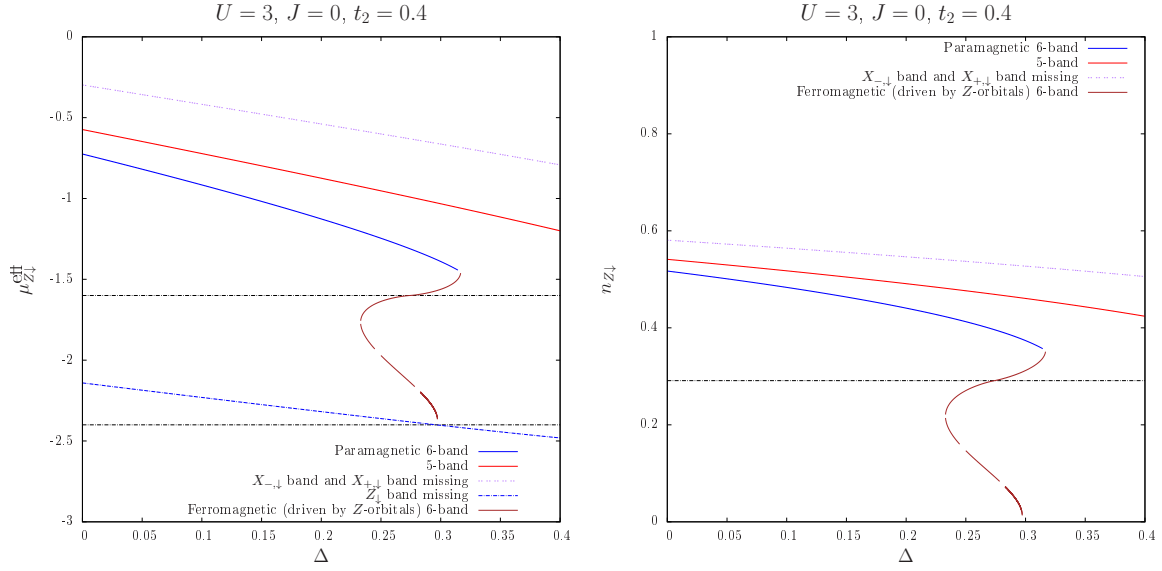 U = 3, J = 0, t₂ = 0.4
0
-0.5
-1
-1.5
-2
-2.5
-3
μ^eff_Z↓
Paramagnetic 6-band
5-band
X₋,↓ band and X₊,↓ band missing
Z↓ band missing
Ferromagnetic (driven by Z-orbitals) 6-band
0
0.05
0.1
0.15
0.2
0.25
0.3
0.35
0.4
Δ
U = 3, J = 0, t₂ = 0.4
1
0.8
0.6
0.4
0.2
0
n_Z↓
Paramagnetic 6-band
5-band
X₋,↓ band and X₊,↓ band missing
Ferromagnetic (driven by Z-orbitals) 6-band
0
0.05
0.1
0.15
0.2
0.25
0.3
0.35
0.4
Δ